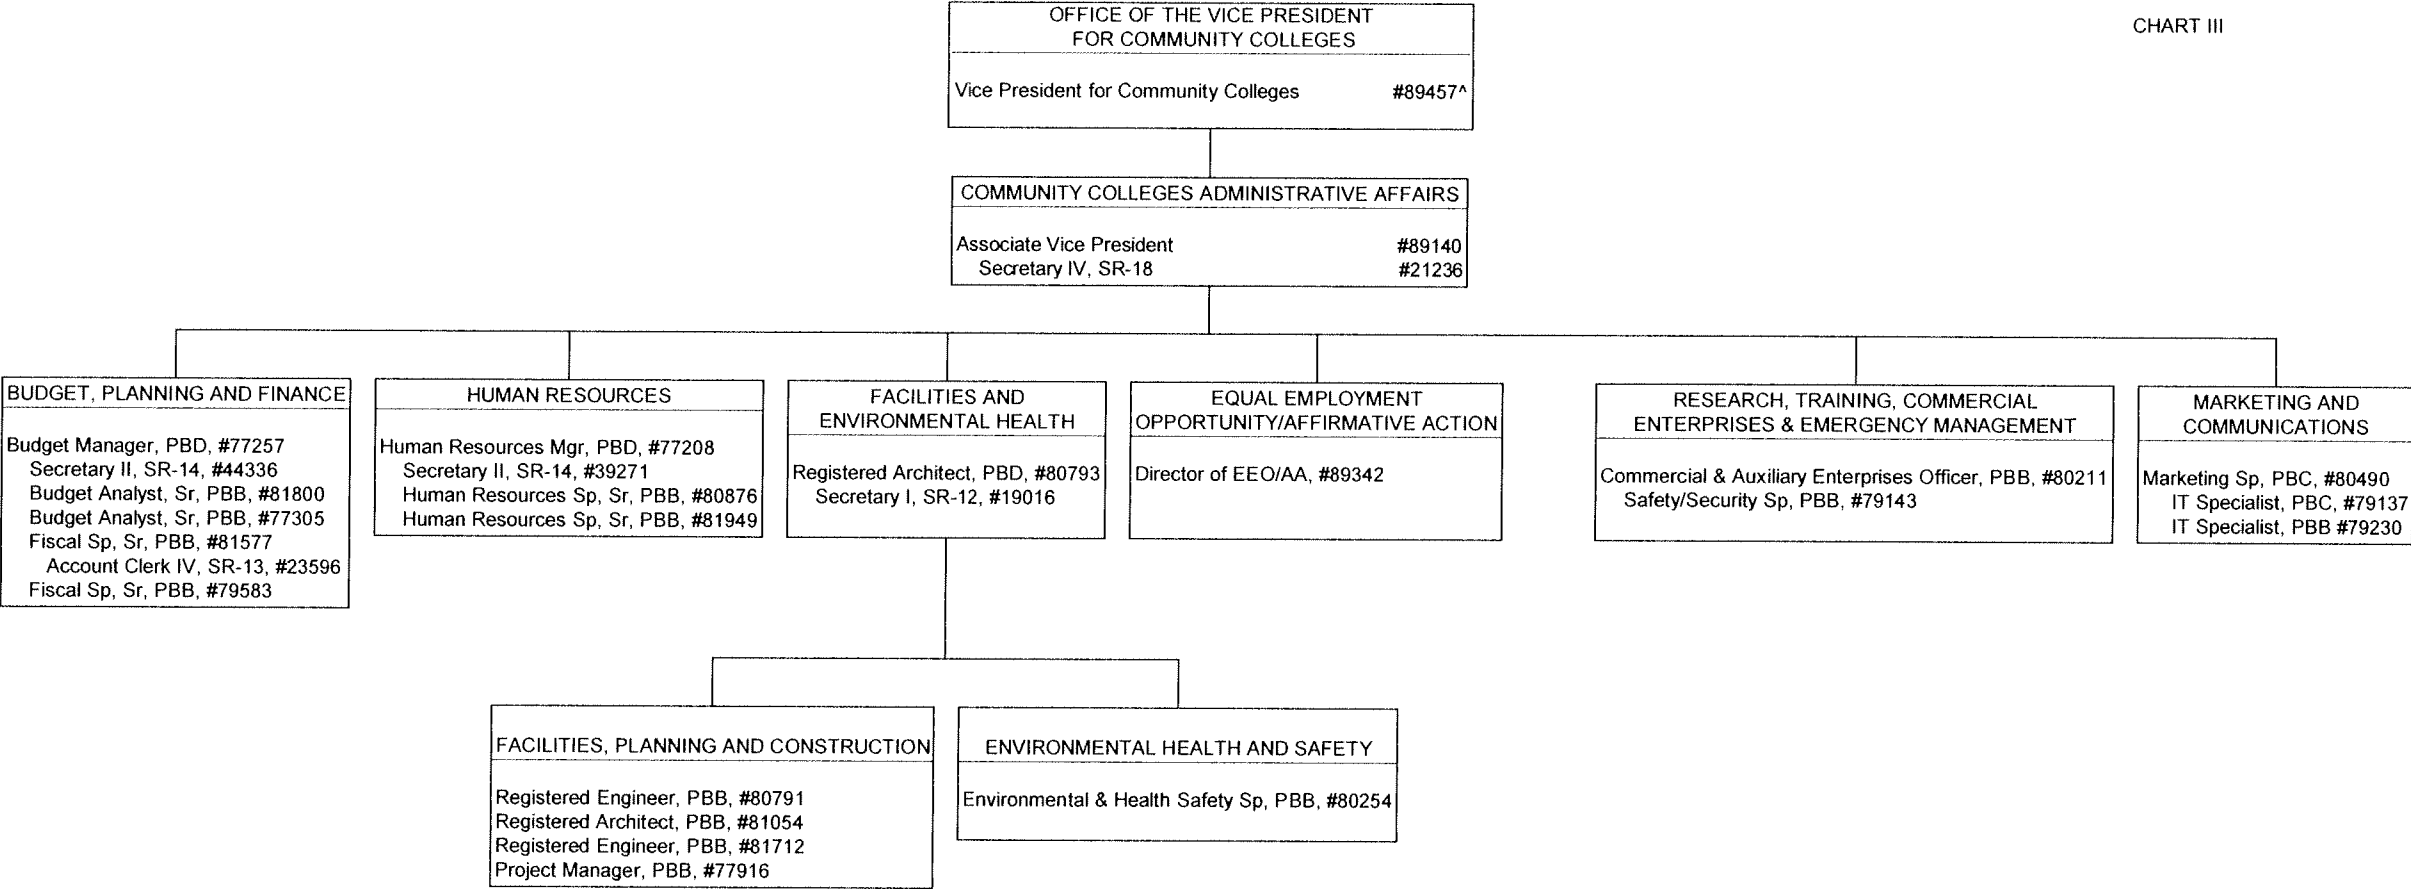 OFFICE OF THE VICE PRESIDENT
FOR COMMUNITY COLLEGES
CHART III
Vice President for Community Colleges #89457^
COMMUNITY COLLEGES ADMINISTRATIVE AFFAIRS
Associate Vice President #89140
Secretary IV, SR-18 #21236
BUDGET, PLANNING AND FINANCE
Budget Manager, PBD, #77257
Secretary II, SR-14, #44336
Budget Analyst, Sr, PBB, #81800
Budget Analyst, Sr, PBB, #77305
Fiscal Sp, Sr, PBB, #81577
Account Clerk IV, SR-13, #23596
Fiscal Sp, Sr, PBB, #79583
HUMAN RESOURCES
Human Resources Mgr, PBD, #77208
Secretary II, SR-14, #39271
Human Resources Sp, Sr, PBB, #80876
Human Resources Sp, Sr, PBB, #81949
FACILITIES AND
ENVIRONMENTAL HEALTH
Registered Architect, PBD, #80793
Secretary I, SR-12, #19016
EQUAL EMPLOYMENT
OPPORTUNITY/AFFIRMATIVE ACTION
Director of EEO/AA, #89342
RESEARCH, TRAINING, COMMERCIAL
ENTERPRISES & EMERGENCY MANAGEMENT
Commercial & Auxiliary Enterprises Officer, PBB, #80211
Safety/Security Sp, PBB, #79143
MARKETING AND
COMMUNICATIONS
Marketing Sp, PBC, #80490
IT Specialist, PBC, #79137
IT Specialist, PBB #79230
FACILITIES, PLANNING AND CONSTRUCTION
Registered Engineer, PBB, #80791
Registered Architect, PBB, #81054
Registered Engineer, PBB, #81712
Project Manager, PBB, #77916
ENVIRONMENTAL HEALTH AND SAFETY
Environmental & Health Safety Sp, PBB, #80254